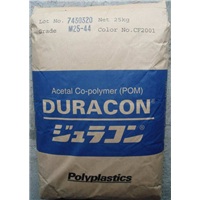 Lot No. 7480320 Net 25kg
Grade M25-44 Color No. CF2001
Acetal Co-polymer (POM)
DURACON®
ジュラコン®
Polyplastics